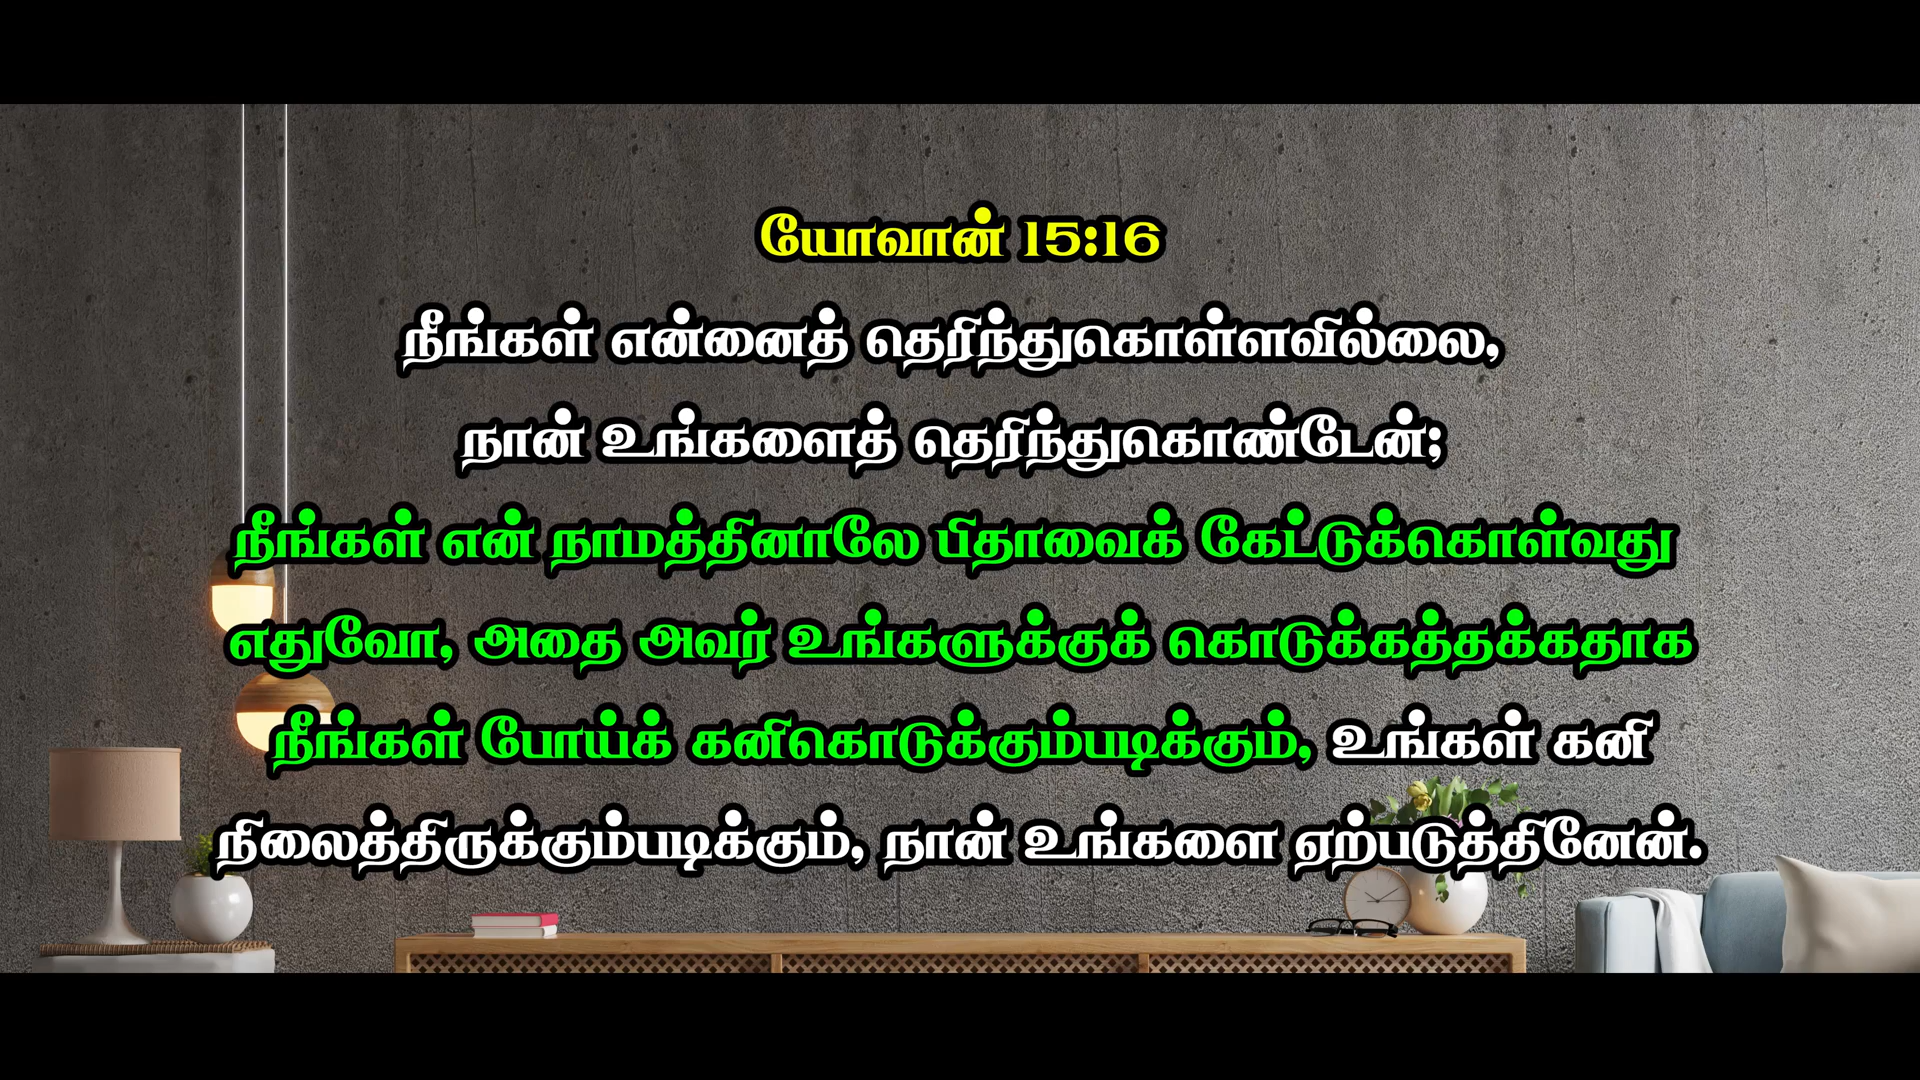 யோவான் 15:16
நீங்கள் என்னைத் தெரிந்துகொள்ளவில்லை,
நான் உங்களைத் தெரிந்துகொண்டேன்;
நீங்கள் என் நாமத்தினாலே பிதாவைக் கேட்டுக்கொள்வது
எதுவோ, அதை அவர் உங்களுக்குக் கொடுக்கத்தக்கதாக
நீங்கள் போய்க் கனிகொடுக்கும்படிக்கும், உங்கள் கனி
நிலைத்திருக்கும்படிக்கும், நான் உங்களை ஏற்படுத்தினேன்.